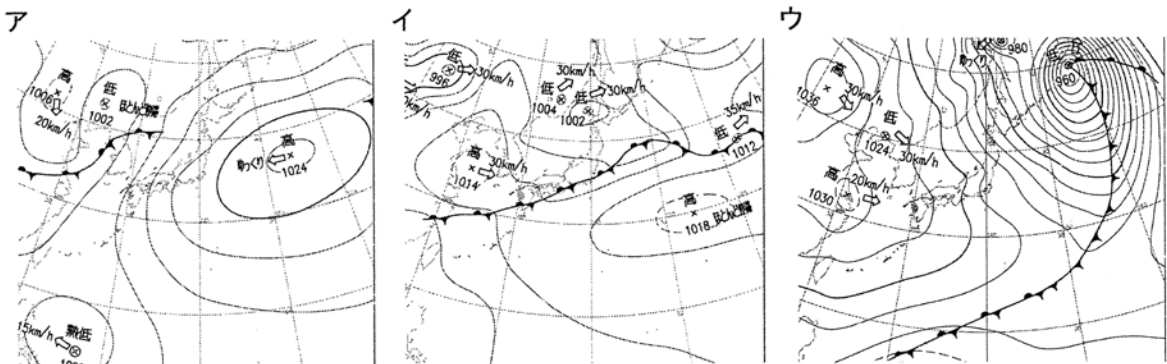 ア
高
1006
20km/h
低
1002
ほとんど停滞
高
ゆっくり
1024
熱低
15km/h
イ
低
996
30km/h
30km/h
低
1004
低
1002
30km/h
35km/h
低
1012
高
1014
30km/h
高
1018
ほとんど停滞
ウ
ゆっくり
980
低
960
高
1036
30km/h
低
1024
30km/h
高
1030
20km/h